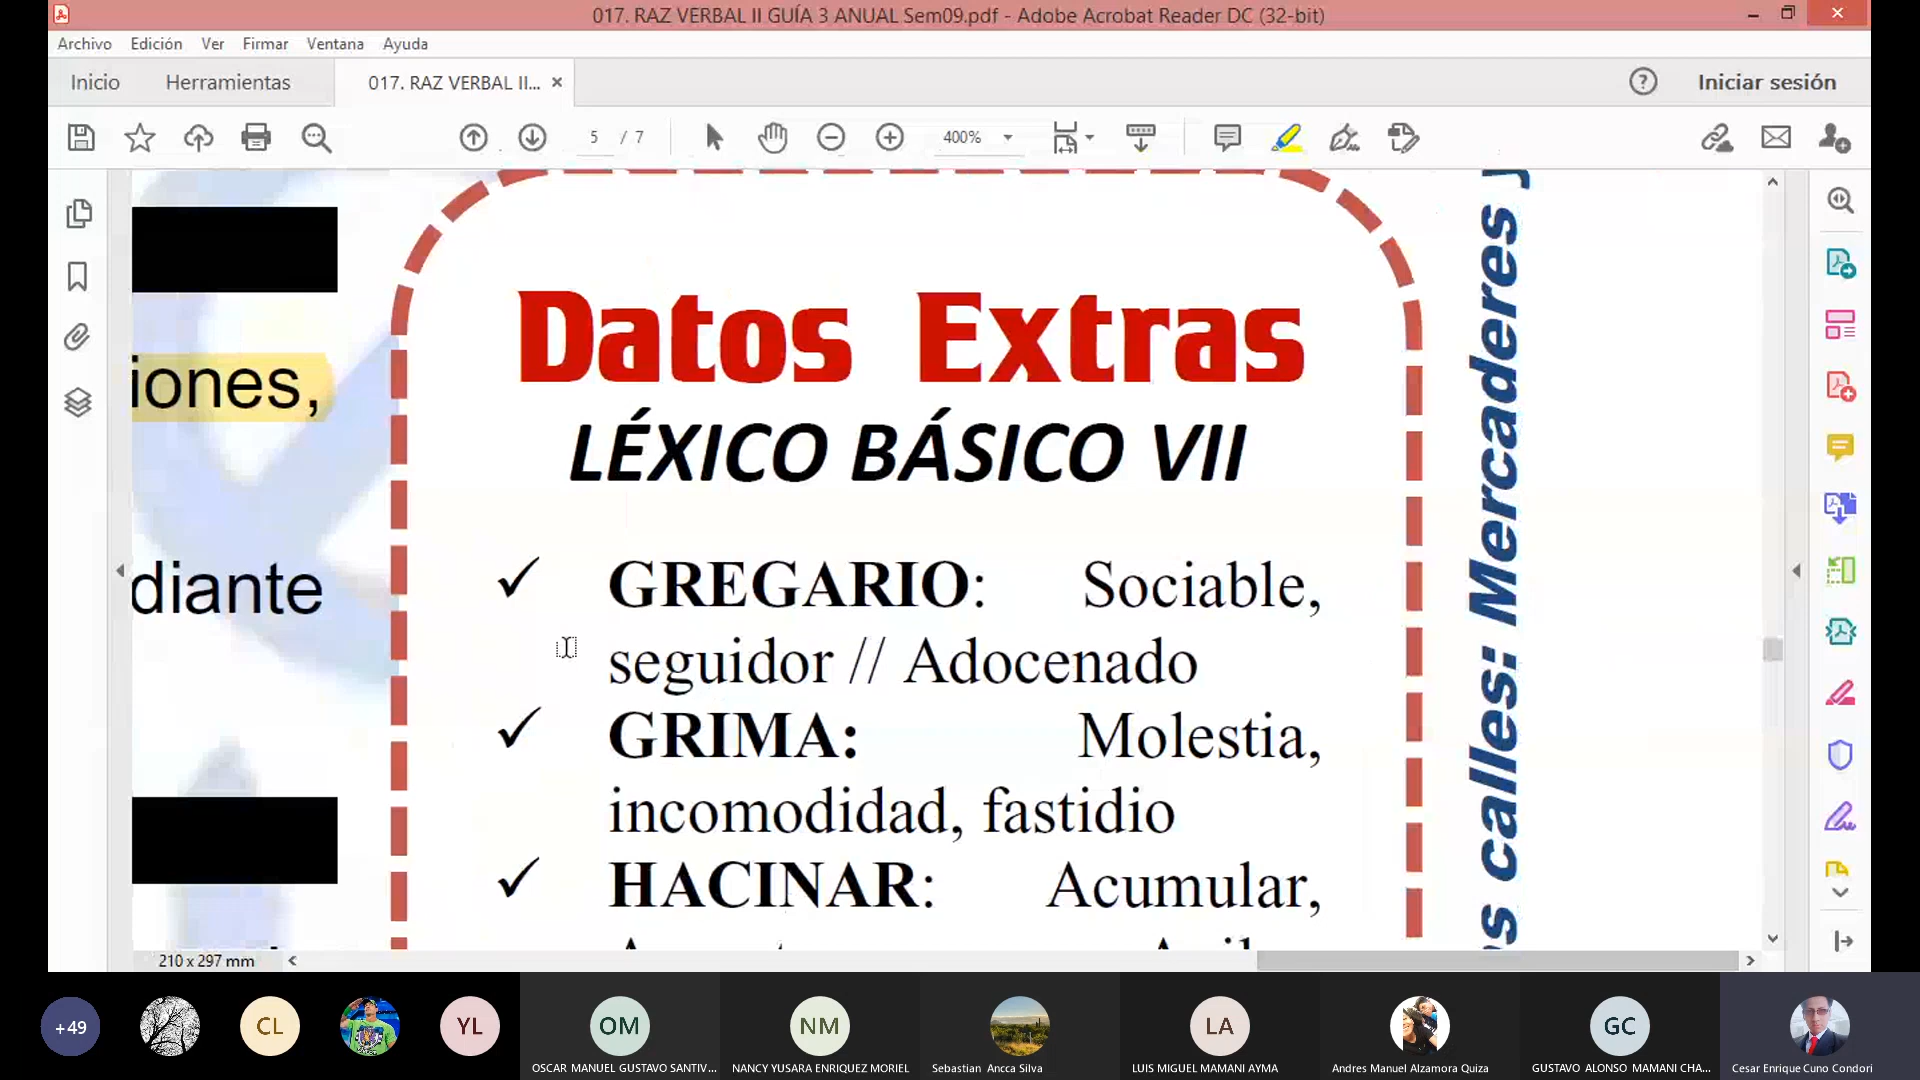 017. RAZ VERBAL II GUÍA 3 ANUAL Sem09.pdf - Adobe Acrobat Reader DC (32-bit)
Archivo Edición Ver Firmar Ventana Ayuda
Inicio Herramientas 017. RAZ VERBAL II... × Iniciar sesión
5 / 7 400%
iones,
diante
Datos Extras
LÉXICO BÁSICO VII
✓ GREGARIO: Sociable,
seguidor // Adocenado
✓ GRIMA: Molestia,
incomodidad, fastidio
✓ HACINAR: Acumular,
calles: Mercaderes
210 x 297 mm
+49 CL YL OM NM LA GC
OSCAR MANUEL GUSTAVO SANTIV... NANCY YUSARA ENRIQUEZ MORIEL Sebastian Ancca Silva LUIS MIGUEL MAMANI AYMA Andres Manuel Alzamora Quiza GUSTAVO ALONSO MAMANI CHA... Cesar Enrique Cuno Condori